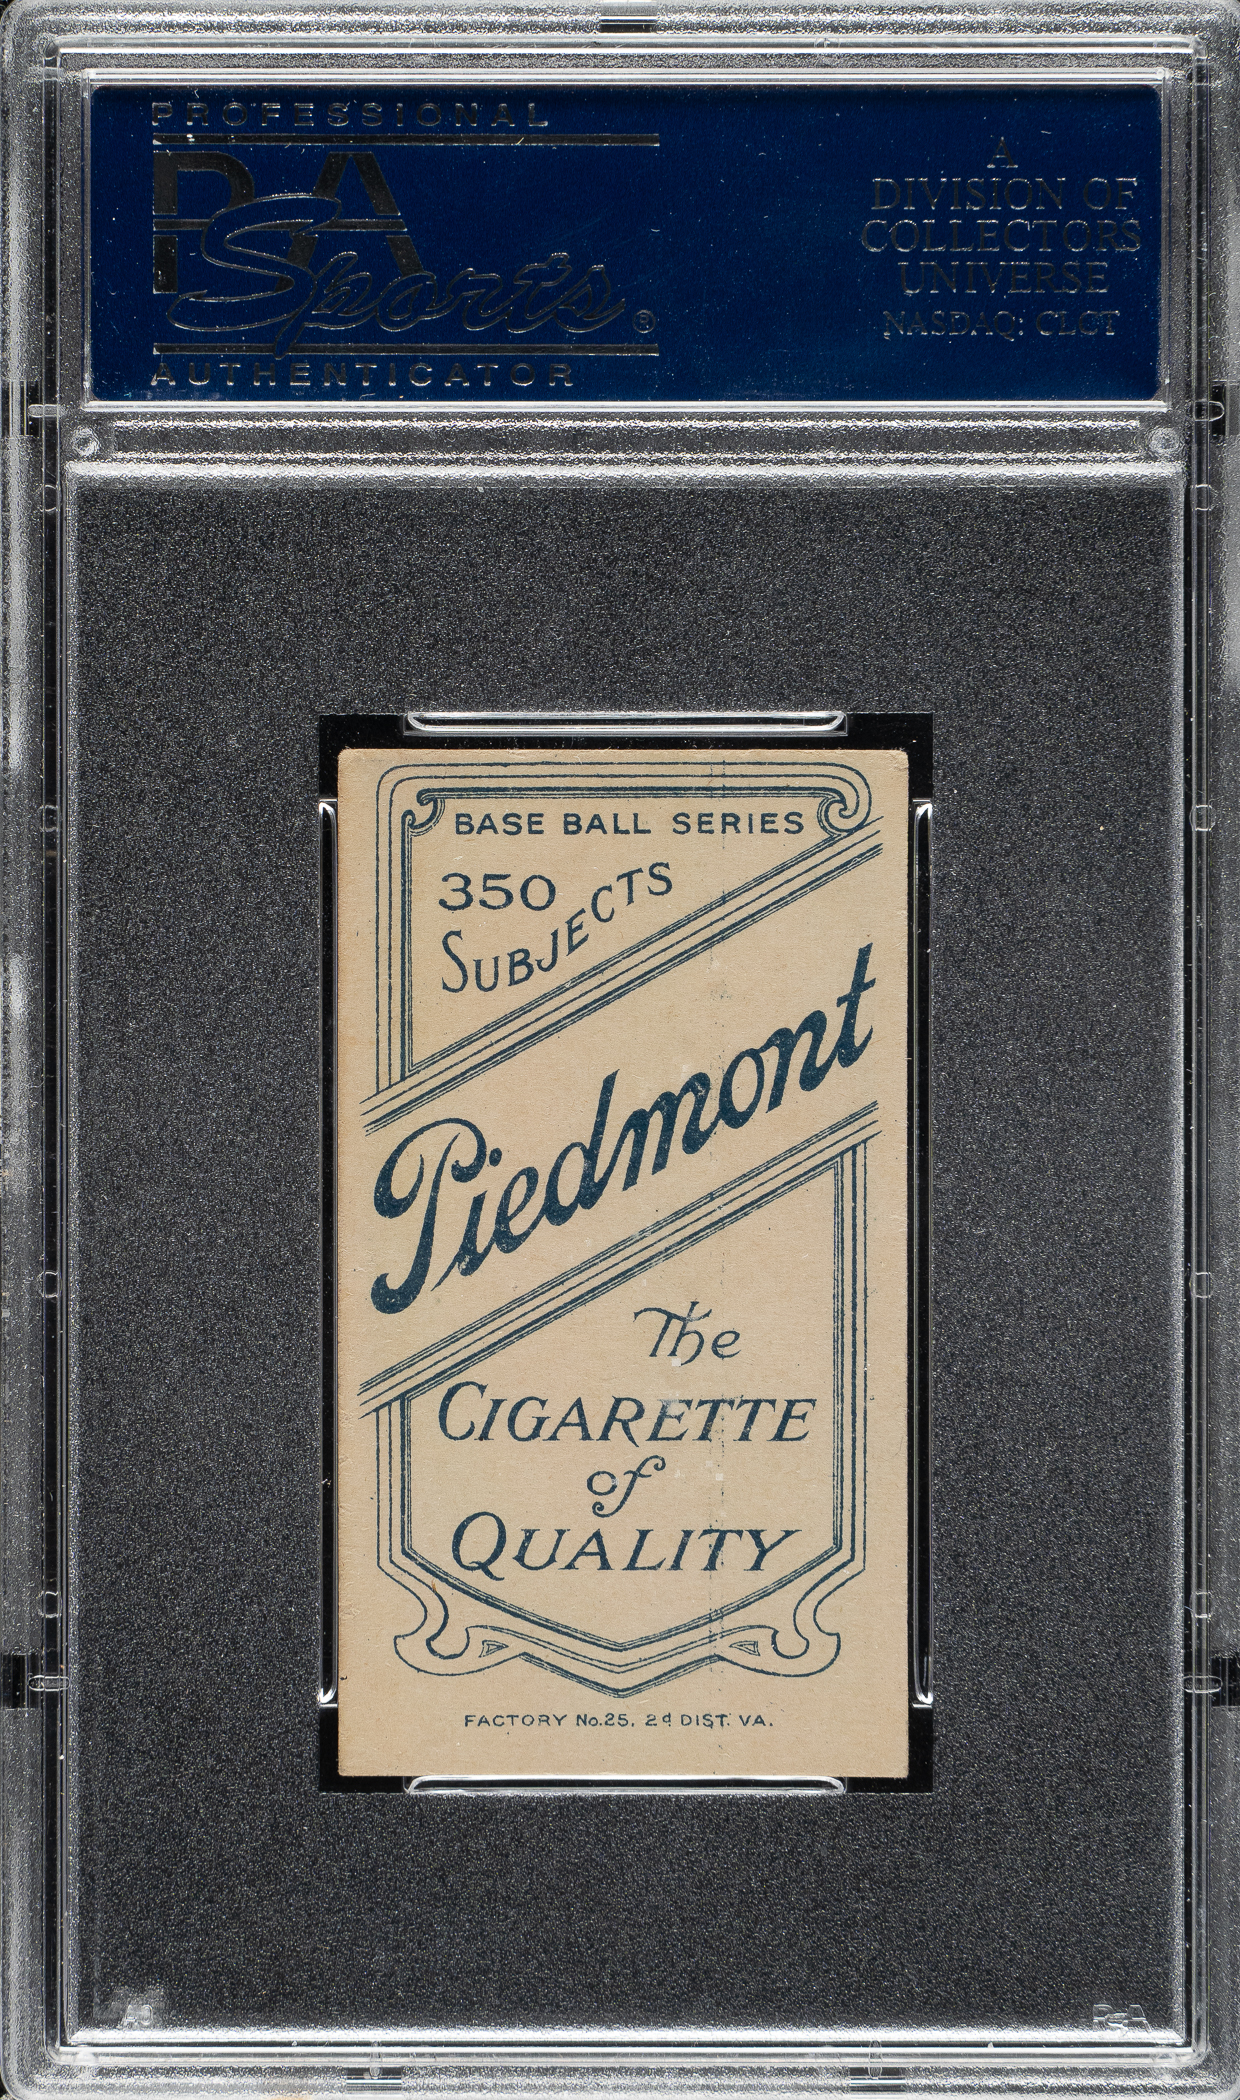 PROFESSIONAL
PSA
Sports®
AUTHENTICATOR
A
DIVISION OF
COLLECTORS
UNIVERSE
NASDAQ: CLCT
BASE BALL SERIES
350
SUBJECTS
Piedmont
The
CIGARETTE
of
QUALITY
FACTORY No.25, 2d DIST. VA.
PSA